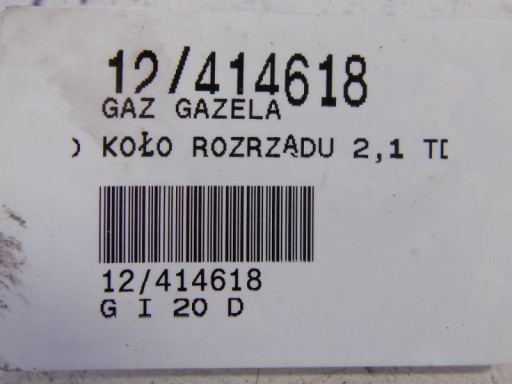 12/414618
GAZ GAZELA
) KOŁO ROZRZĄDU 2,1 TD
12/414618
G I 20 D